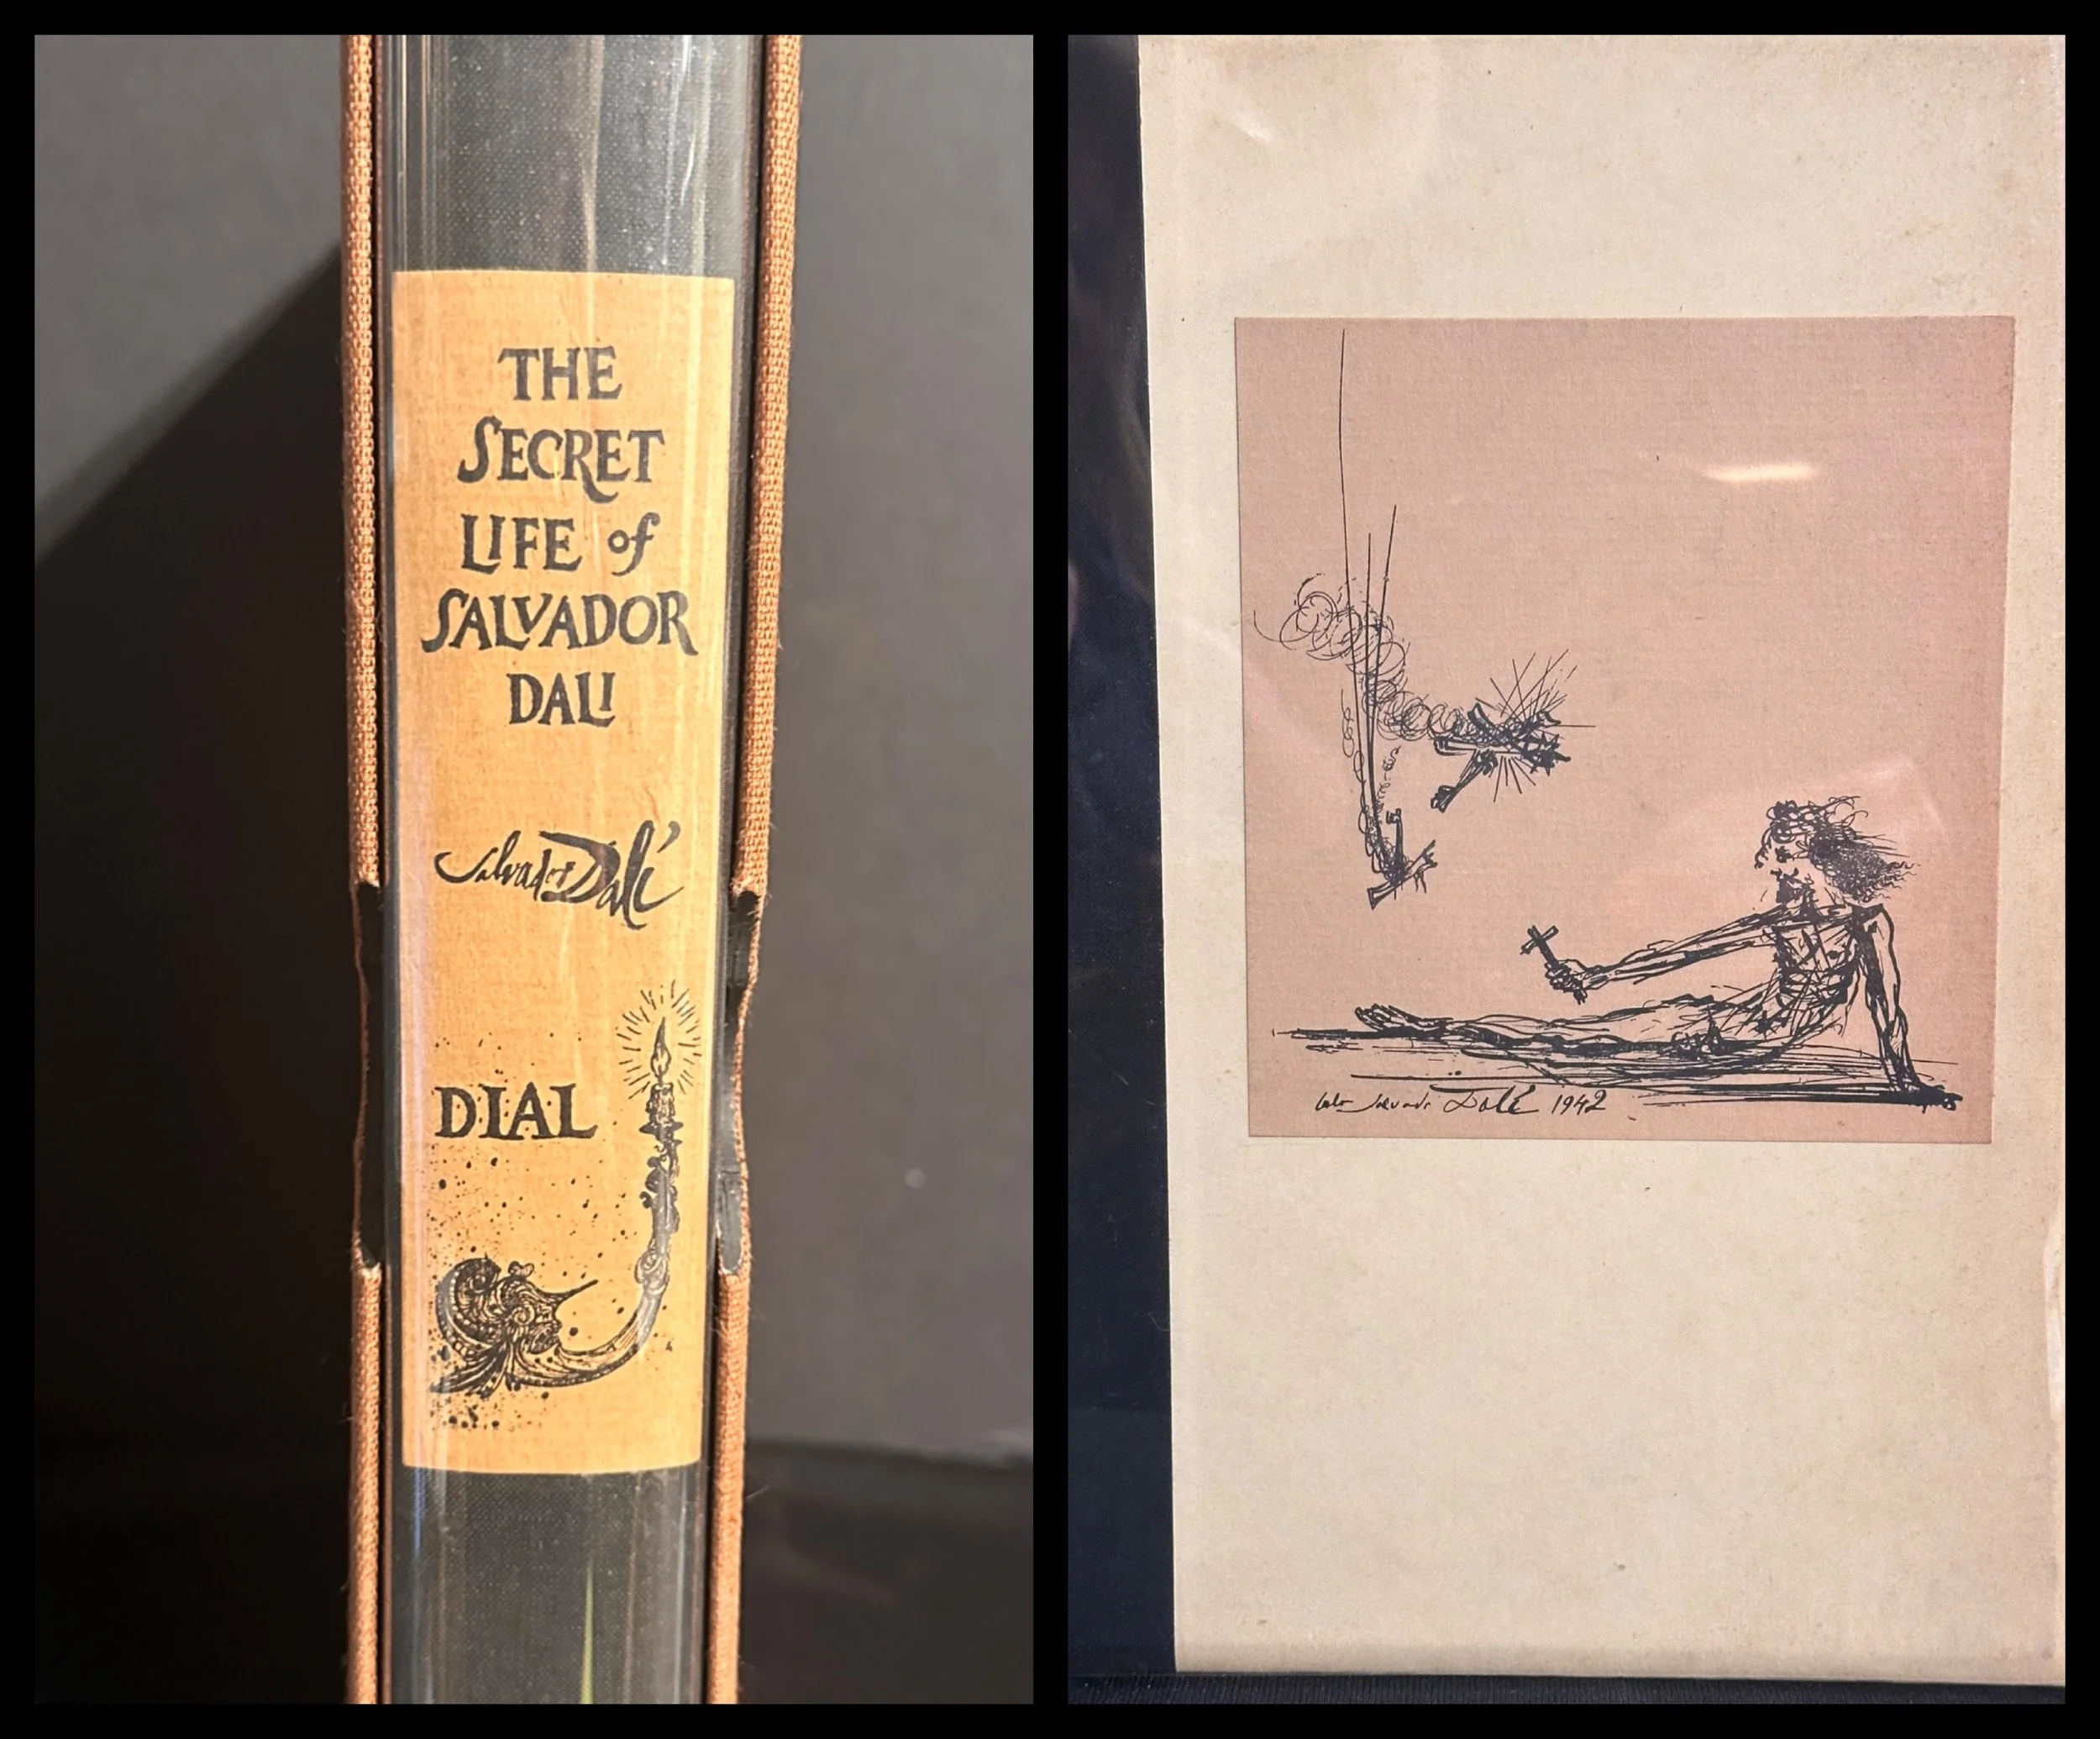 THE
SECRET
LIFE of
SALVADOR
DALI
Salvador Dalí
DIAL
Dalí 1942